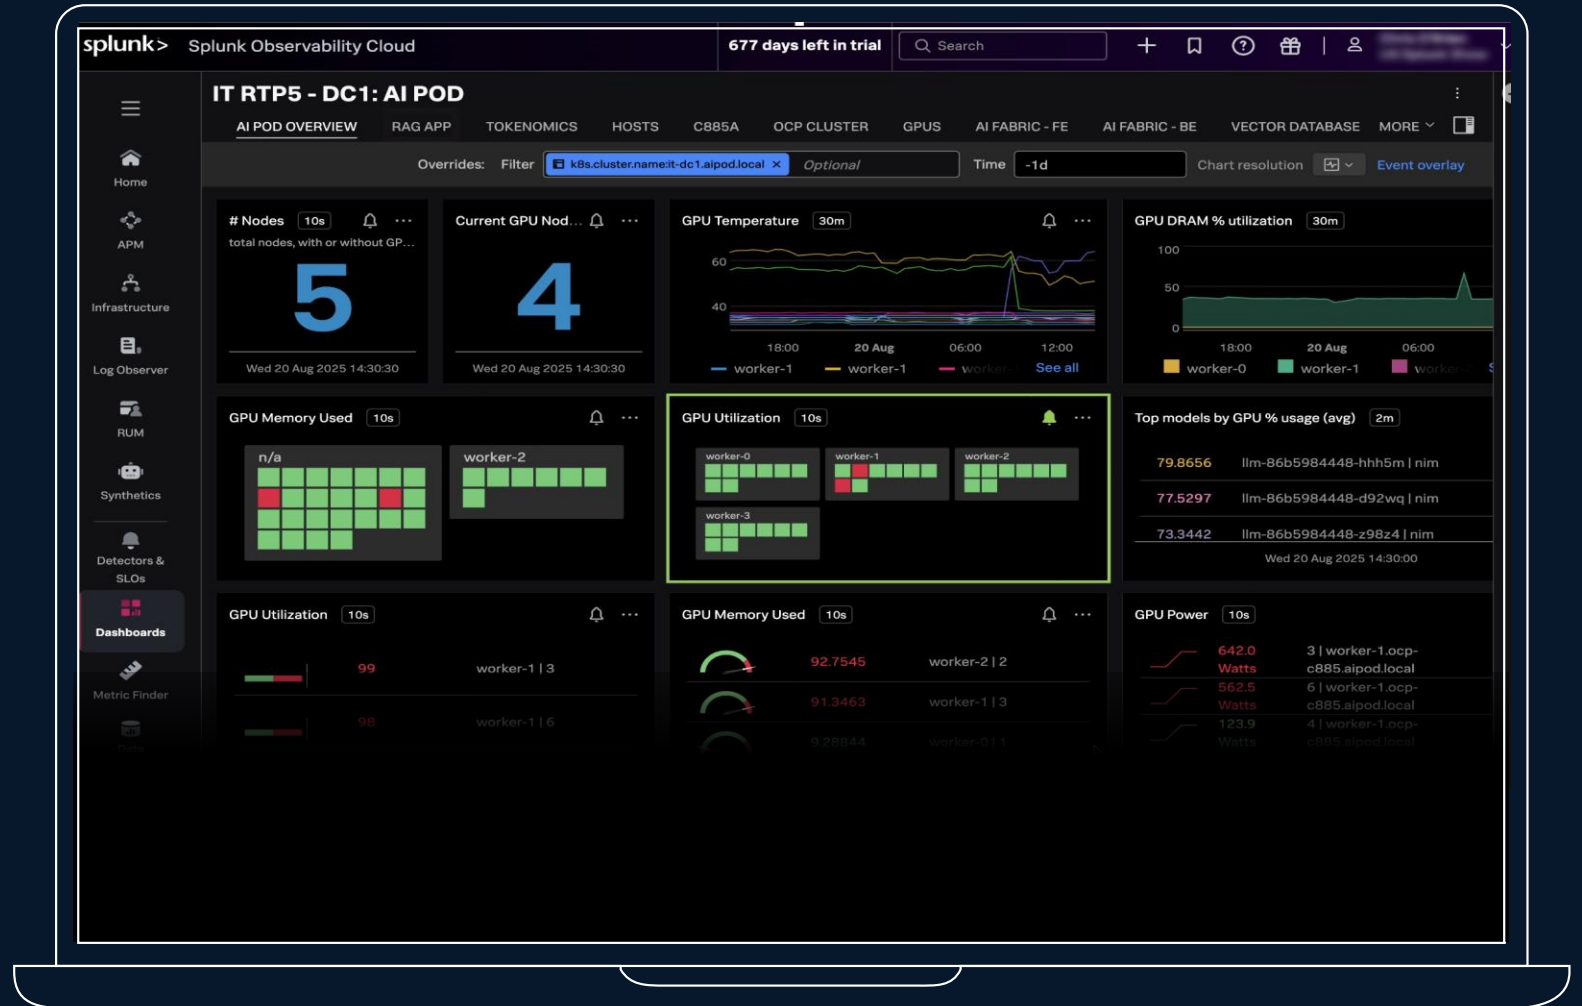 splunk> Splunk Observability Cloud
677 days left in trial
Search
IT RTP5 - DC1: AI POD
AI POD OVERVIEW RAG APP TOKENOMICS HOSTS C885A OCP CLUSTER GPUS AI FABRIC - FE AI FABRIC - BE VECTOR DATABASE MORE
Overrides: Filter k8s.cluster.name:it-dc1.aipod.local × Optional Time -1d Chart resolution Event overlay
Home
APM
Infrastructure
Log Observer
RUM
Synthetics
Detectors &
SLOs
Dashboards
Metric Finder
Data
# Nodes 10s
total nodes, with or without GP...
5
Wed 20 Aug 2025 14:30:30
Current GPU Nod... 
4
Wed 20 Aug 2025 14:30:30
GPU Temperature 30m
60
40
18:00 20 Aug 06:00 12:00
worker-1 worker-1 worker- See all
GPU DRAM % utilization 30m
100
50
0
18:00 20 Aug 06:00
worker-0 worker-1 worker-
GPU Memory Used 10s
n/a
worker-2
GPU Utilization 10s
worker-0 worker-1 worker-2
worker-3
Top models by GPU % usage (avg) 2m
79.8656 llm-86b5984448-hhh5m | nim
77.5297 llm-86b5984448-d92wq | nim
73.3442 llm-86b5984448-z98z4 | nim
Wed 20 Aug 2025 14:30:00
GPU Utilization 10s
99 worker-1 | 3
98 worker-1 | 6
GPU Memory Used 10s
92.7545 worker-2 | 2
91.3463 worker-1 | 3
9.28844 worker-0 | 1
GPU Power 10s
642.0 3 | worker-1.ocp-
Watts c885.aipod.local
562.5 6 | worker-1.ocp-
Watts c885.aipod.local
123.9 4 | worker-1.ocp-
Watts c885.aipod.local